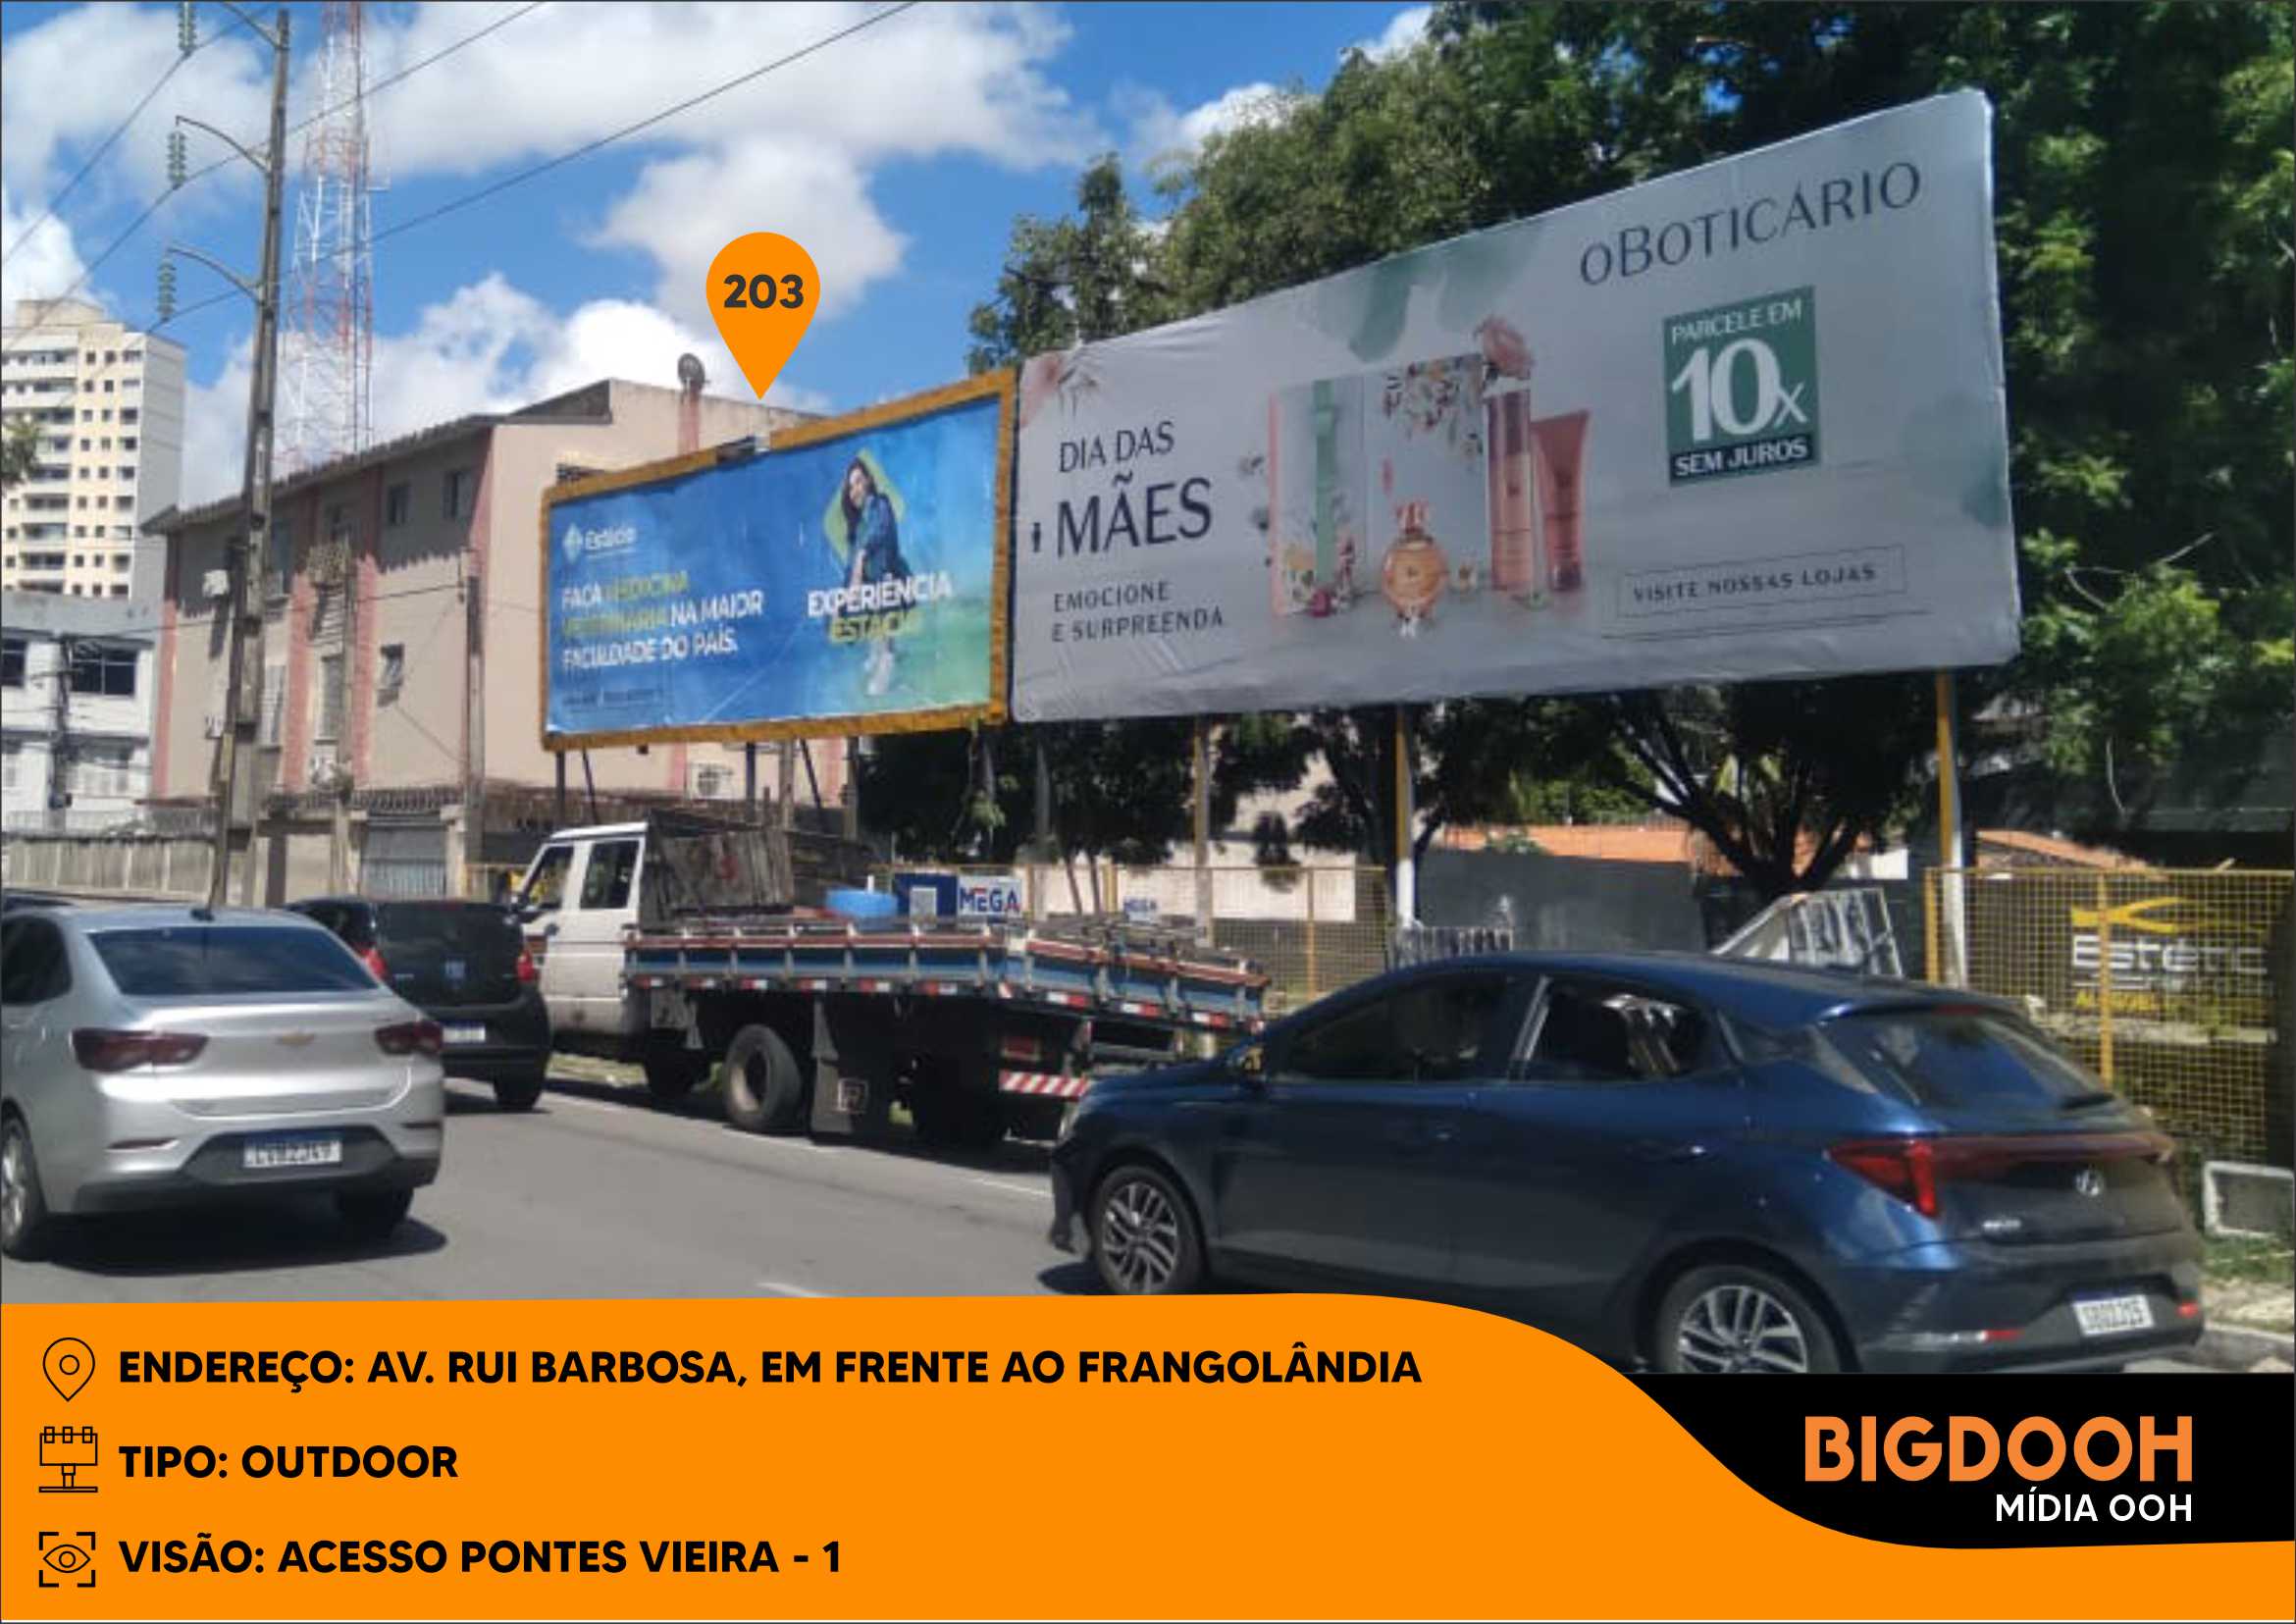 203
OBOTICÁRIO
PARCELE EM
10X
SEM JUROS
DIA DAS
MÃES
EMOCIONE
E SURPREENDA
VISITE NOSSAS LOJAS
Estácio
FAÇA MEDICINA
VETERINÁRIA NA MAIOR
FACULDADE DO PAÍS.
EXPERIÊNCIA
ESTÁCIO
MEGA
MEGA
ENDEREÇO: AV. RUI BARBOSA, EM FRENTE AO FRANGOLÂNDIA
TIPO: OUTDOOR
VISÃO: ACESSO PONTES VIEIRA - 1
BIGDOOH
MÍDIA OOH